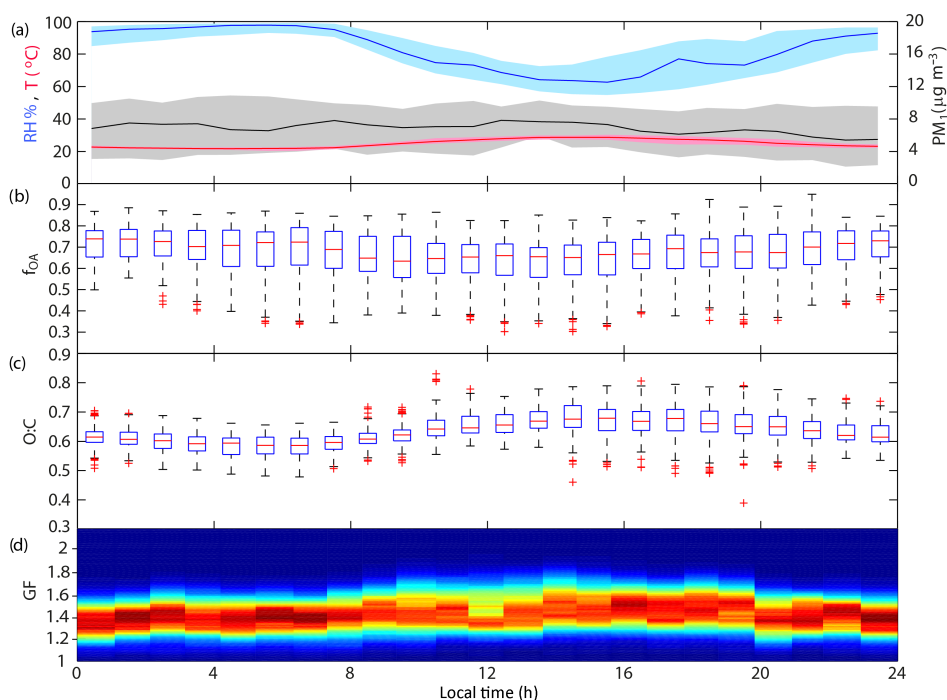 (a)
RH % , T (°C)
100
80
60
40
20
0
20
16
12
8
4
0
PM1 (μg m−3)
(b)
fOA
0.9
0.8
0.7
0.6
0.5
0.4
0.3
(c)
O:C
0.9
0.7
0.6
0.5
0.4
0.3
(d)
GF
2
1.8
1.6
1.4
1.2
1
0 4 8 12 16 20 24
Local time (h)